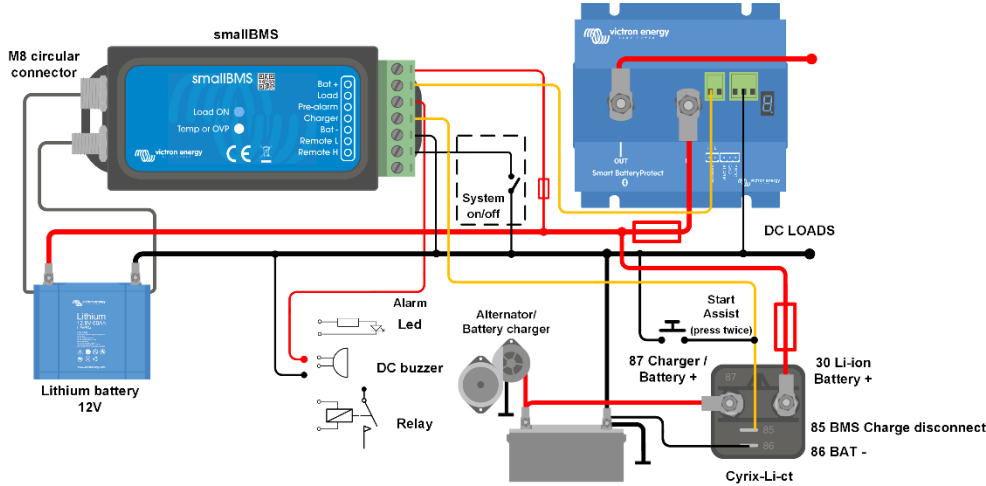 smallBMS
M8 circular
connector
smallBMS
Load ON
Temp or OVP
victron energy
CE
Bat +
Load
Pre-alarm
Charger
Bat -
Remote L
Remote H
victron energy
OUT
Smart BatteryProtect
System
on/off
DC LOADS
Lithium
Lithium battery
12V
Alarm
Led
DC buzzer
Relay
Alternator/
Battery charger
Start
Assist
(press twice)
87 Charger /
Battery +
30 Li-ion
Battery +
87
85
86
85 BMS Charge disconnect
86 BAT -
Cyrix-Li-ct